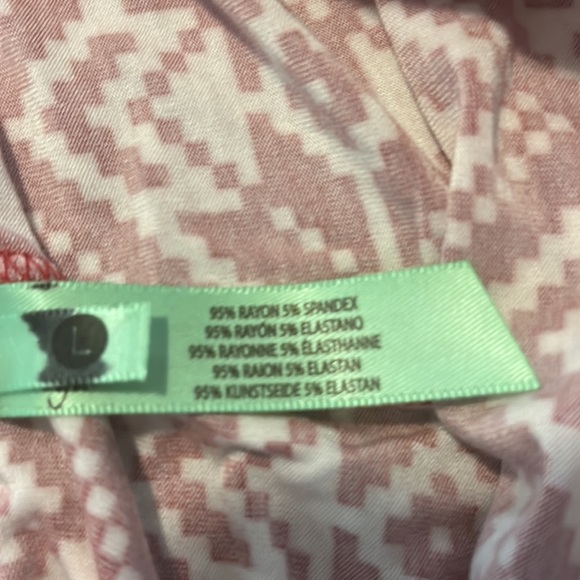 95% RAYON 5% SPANDEX
95% RAYÓN 5% ELASTANO
95% RAYONNE 5% ÉLASTHANNE
95% RAION 5% ELASTAN
95% KUNSTSEIDE 5% ELASTAN
L